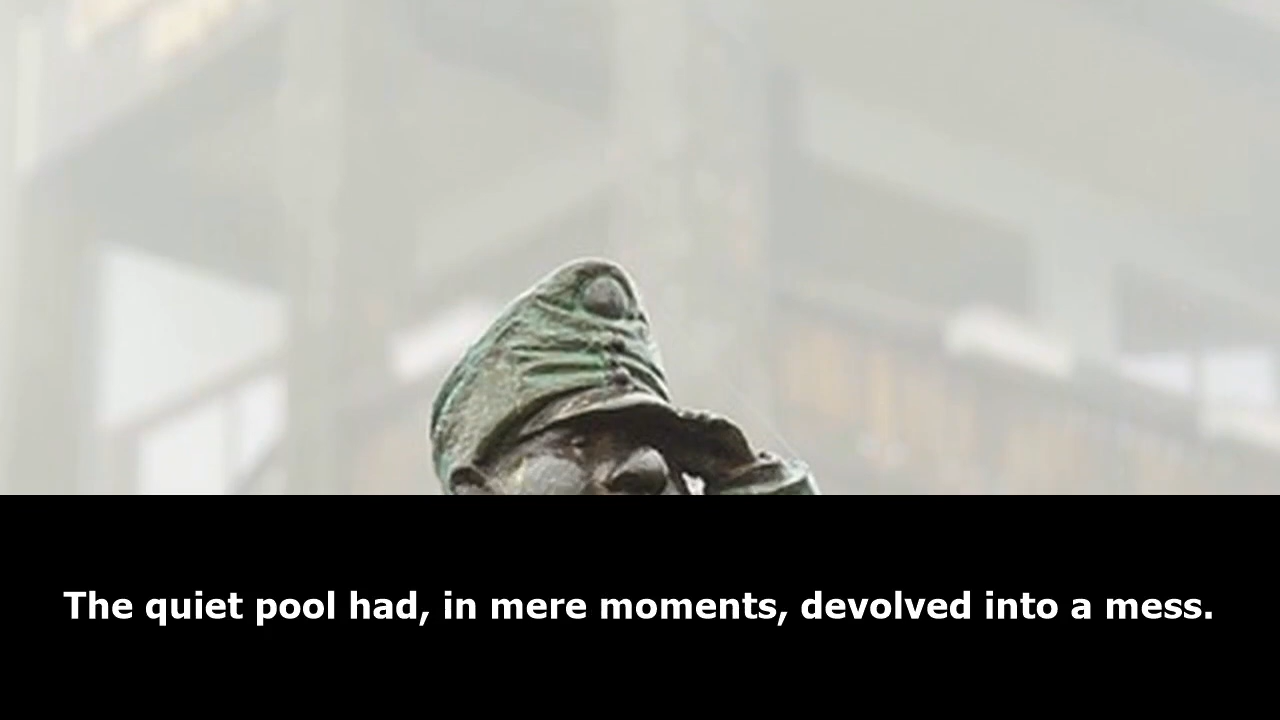 The quiet pool had, in mere moments, devolved into a mess.